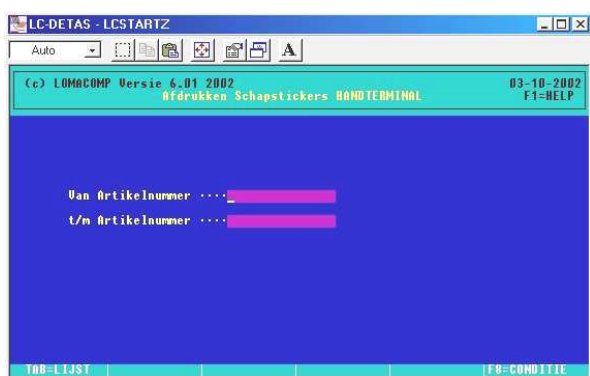 LC-DETAS - LCSTARTZ
Auto
A
(c) LOMACOMP Versie 6.01 2002 03-10-2002
Afdrukken Schapstickers HANDTERMINAL F1=HELP
Van Artikelnummer ····
t/m Artikelnummer ····
TAB=LIJST F8=CONDITIE